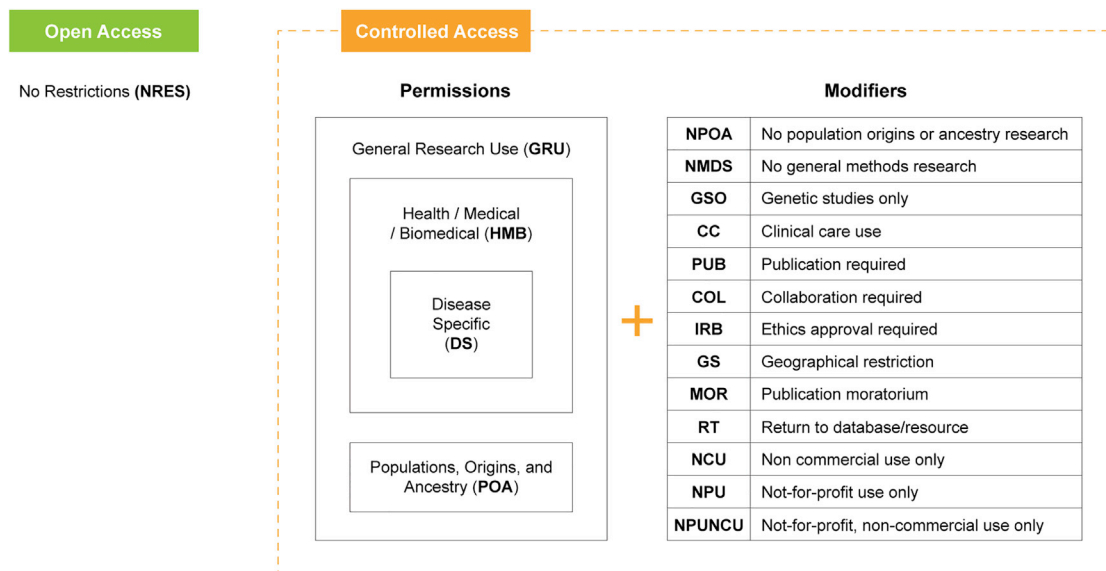 Open Access
No Restrictions (NRES)
Controlled Access
Permissions
General Research Use (GRU)
Health / Medical
/ Biomedical (HMB)
Disease
Specific
(DS)
Populations, Origins, and
Ancestry (POA)
+
Modifiers
NPOA No population origins or ancestry research
NMDS No general methods research
GSO Genetic studies only
CC Clinical care use
PUB Publication required
COL Collaboration required
IRB Ethics approval required
GS Geographical restriction
MOR Publication moratorium
RT Return to database/resource
NCU Non commercial use only
NPU Not-for-profit use only
NPUNCU Not-for-profit, non-commercial use only